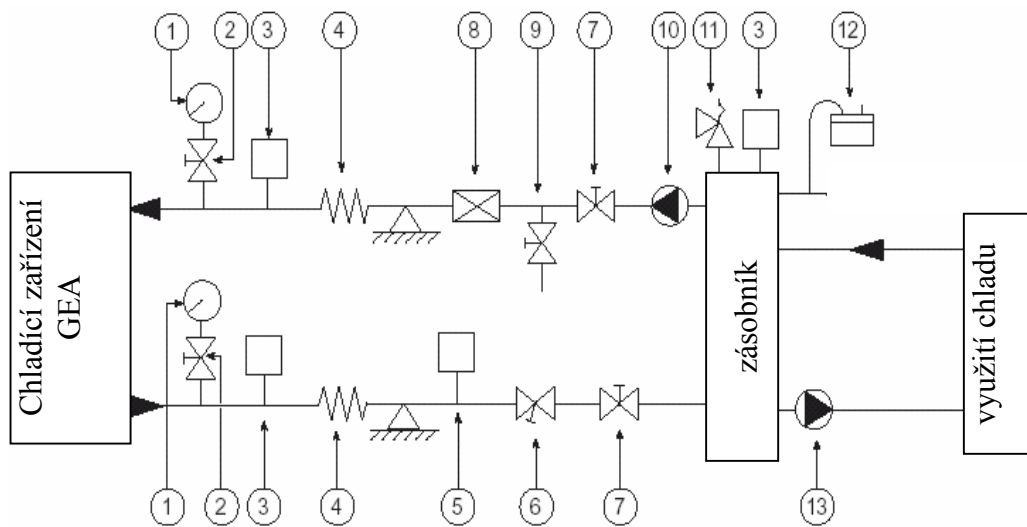 1 2 3 4 8 9 7 10 11 3 12
Chladící zařízení
GEA
zásobník
využití chladu
1 2 3 4 5 6 7 13